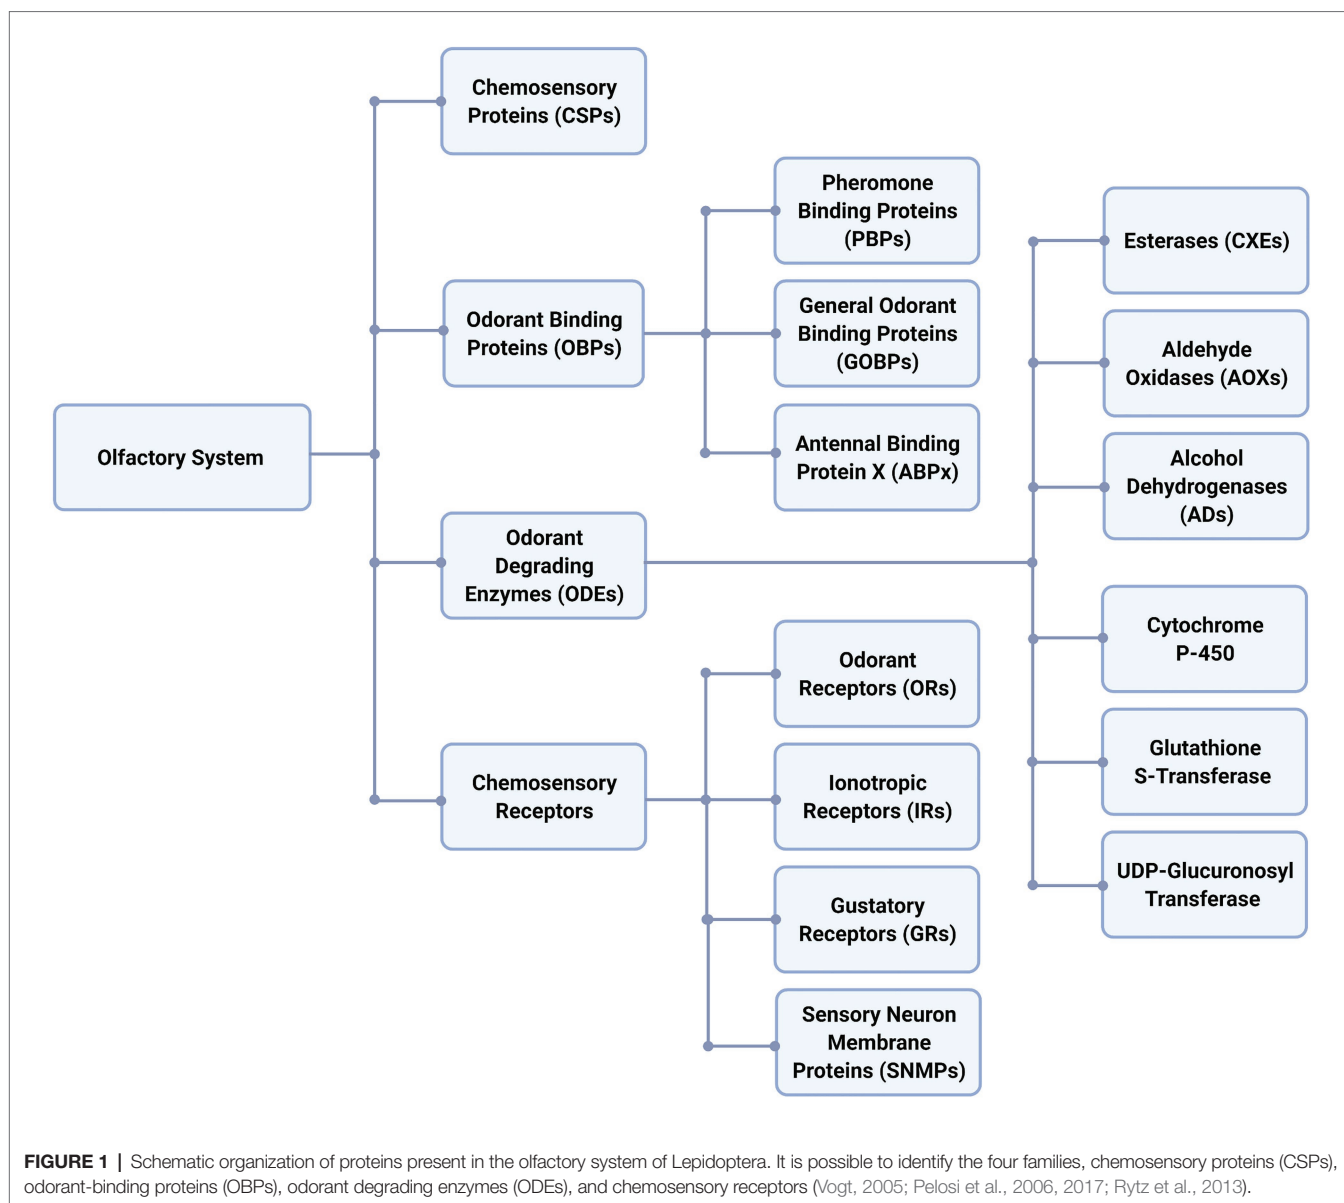 Chemosensory
Proteins (CSPs)
Pheromone
Binding Proteins
(PBPs)
Esterases (CXEs)
General Odorant
Binding Proteins
(GOBPs)
Odorant Binding
Proteins (OBPs)
Aldehyde
Oxidases (AOXs)
Antennal Binding
Protein X (ABPx)
Olfactory System
Alcohol
Dehydrogenases
(ADs)
Odorant
Degrading
Enzymes (ODEs)
Cytochrome
P-450
Odorant
Receptors (ORs)
Chemosensory
Receptors
Ionotropic
Receptors (IRs)
Glutathione
S-Transferase
Gustatory
Receptors (GRs)
UDP-Glucuronosyl
Transferase
Sensory Neuron
Membrane
Proteins (SNMPs)
FIGURE 1 | Schematic organization of proteins present in the olfactory system of Lepidoptera. It is possible to identify the four families, chemosensory proteins (CSPs),
odorant-binding proteins (OBPs), odorant degrading enzymes (ODEs), and chemosensory receptors (Vogt, 2005; Pelosi et al., 2006, 2017; Rytz et al., 2013).